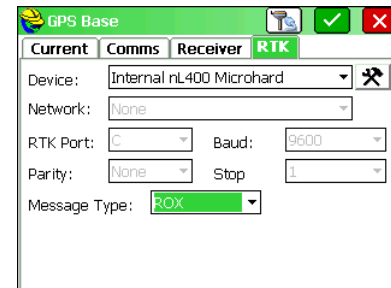 GPS Base
Current Comms Receiver RTK
Device: Internal nL400 Microhard
Network: None
RTK Port: C Baud: 9600
Parity: None Stop 1
Message Type: ROX